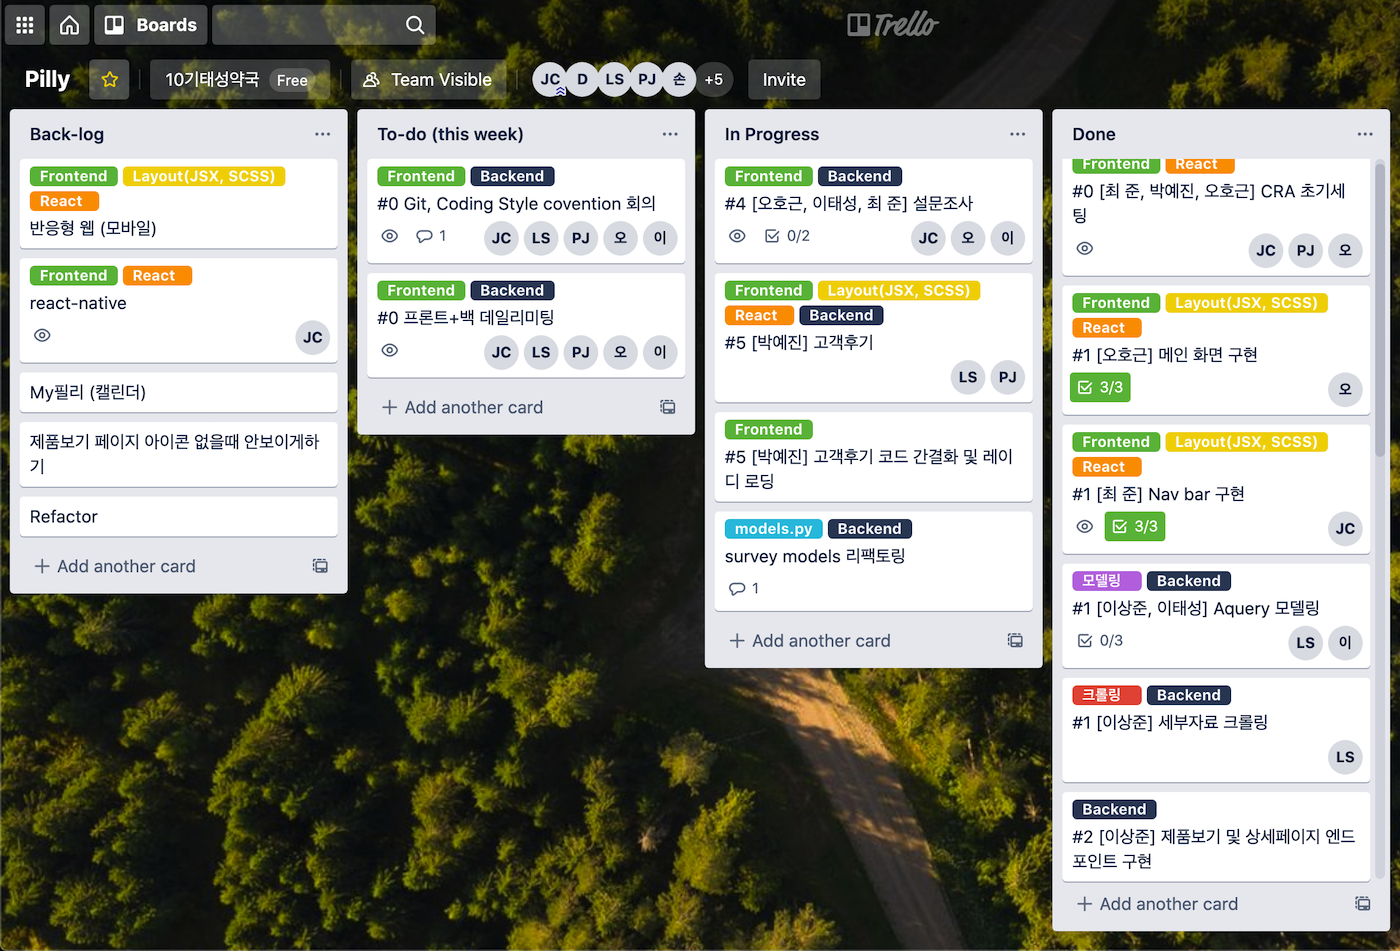 Boards
Trello
Pilly
10기태성약국 Free
Team Visible
JC D LS PJ 손 +5
Invite
Back-log
Frontend Layout(JSX, SCSS)
React
반응형 웹 (모바일)
Frontend React
react-native
JC
My필리 (캘린더)
제품보기 페이지 아이콘 없을때 안보이게하
기
Refactor
Add another card
To-do (this week)
Frontend Backend
#0 Git, Coding Style covention 회의
1 JC LS PJ 오 이
Frontend Backend
#0 프론트+백 데일리미팅
JC LS PJ 오 이
Add another card
In Progress
Frontend Backend
#4 [오호근, 이태성, 최 준] 설문조사
0/2 JC 오 이
Frontend Layout(JSX, SCSS)
React Backend
#5 [박예진] 고객후기
LS PJ
Frontend
#5 [박예진] 고객후기 코드 간결화 및 레이
디 로딩
models.py Backend
survey models 리팩토링
1
Add another card
Done
Frontend React
#0 [최 준, 박예진, 오호근] CRA 초기세
팅
JC PJ 오
Frontend Layout(JSX, SCSS)
React
#1 [오호근] 메인 화면 구현
3/3 오
Frontend Layout(JSX, SCSS)
React
#1 [최 준] Nav bar 구현
3/3 JC
모델링 Backend
#1 [이상준, 이태성] Aquery 모델링
0/3 LS 이
크롤링 Backend
#1 [이상준] 세부자료 크롤링
LS
Backend
#2 [이상준] 제품보기 및 상세페이지 엔드
포인트 구현
Add another card